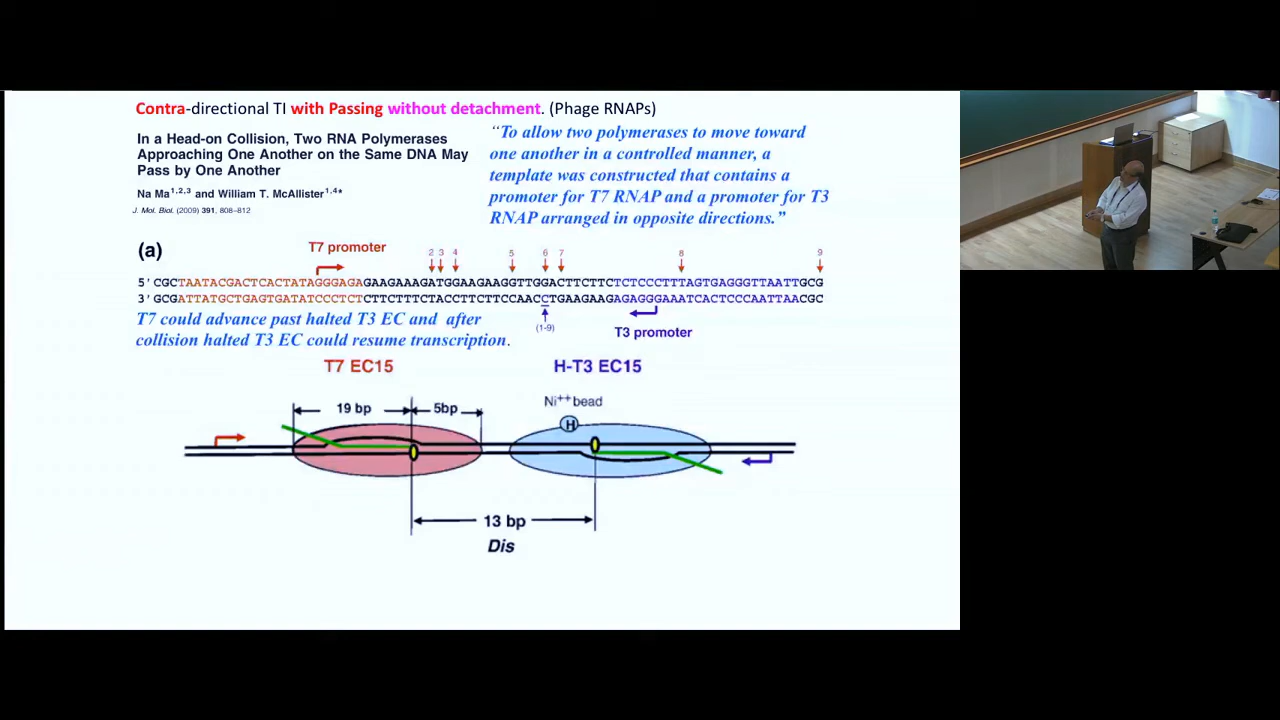 Contra-directional TI with Passing without detachment. (Phage RNAPs)
In a Head-on Collision, Two RNA Polymerases
Approaching One Another on the Same DNA May
Pass by One Another
Na Ma1,2,3 and William T. McAllister1,4*
J. Mol. Biol. (2009) 391, 808–812
“To allow two polymerases to move toward
one another in a controlled manner, a
template was constructed that contains a
promoter for T7 RNAP and a promoter for T3
RNAP arranged in opposite directions.”
(a)
T7 promoter
2 3 4 5 6 7 8 9
5' CGCTAATACGACTCACTATAGGGAGAGAAGAAAGATGGAAGAAGGTTGGACTTCTTCTCTCCCTTTAGTGAGGGTTAATTGCG
3' GCGATTATGCTGAGTGATATCCCTCTCTTCTTTCTACCTTCTTCCAACCTGAAGAAGAGAGGGAAATCACTCCCAATTAACGC
(1-9)
T3 promoter
T7 could advance past halted T3 EC and after
collision halted T3 EC could resume transcription.
T7 EC15
H-T3 EC15
19 bp
5bp
Ni++ bead
H
13 bp
Dis